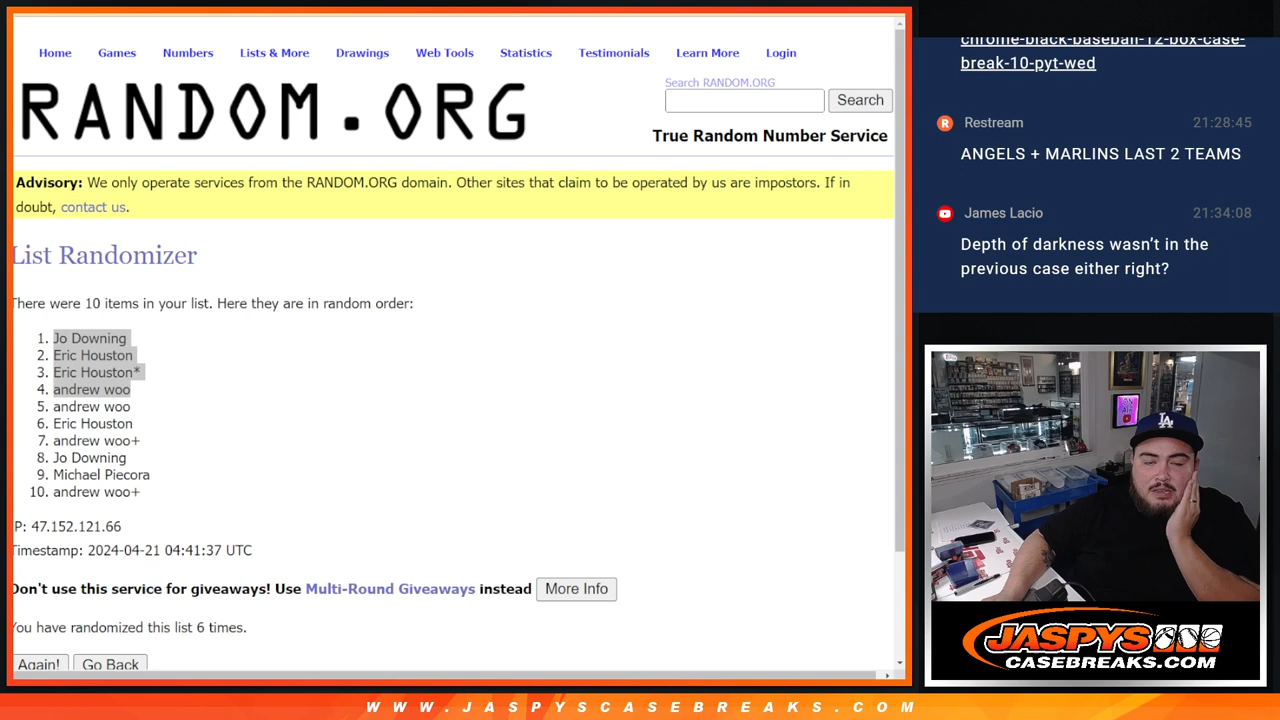 Home Games Numbers Lists & More Drawings Web Tools Statistics Testimonials Learn More Login
RANDOM.ORG
Search RANDOM.ORG
Search
True Random Number Service
Advisory: We only operate services from the RANDOM.ORG domain. Other sites that claim to be operated by us are impostors. If in
doubt, contact us.
List Randomizer
There were 10 items in your list. Here they are in random order:
1. Jo Downing
2. Eric Houston
3. Eric Houston*
4. andrew woo
5. andrew woo
6. Eric Houston
7. andrew woo+
8. Jo Downing
9. Michael Piecora
10. andrew woo+
IP: 47.152.121.66
Timestamp: 2024-04-21 04:41:37 UTC
Don't use this service for giveaways! Use Multi-Round Giveaways instead More Info
You have randomized this list 6 times.
Again! Go Back
chrome-black-baseball-12-box-case-
break-10-pyt-wed
Restream 21:28:45
ANGELS + MARLINS LAST 2 TEAMS
James Lacio 21:34:08
Depth of darkness wasn't in the
previous case either right?
ON
AIR
LA
JASPYS
CASEBREAKS.COM
WWW.JASPYSCASEBREAKS.COM